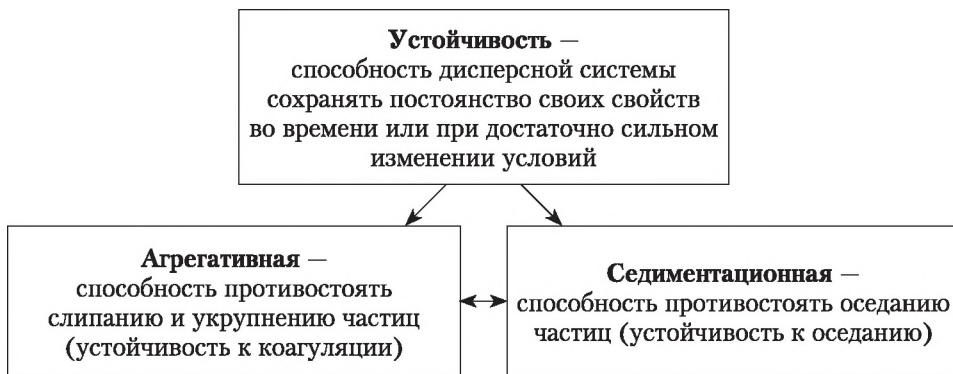 Устойчивость —
способность дисперсной системы
сохранять постоянство своих свойств
во времени или при достаточно сильном
изменении условий
Агрегативная —
способность противостоять
слипанию и укрупнению частиц
(устойчивость к коагуляции)
Седиментационная —
способность противостоять оседанию
частиц (устойчивость к оседанию)